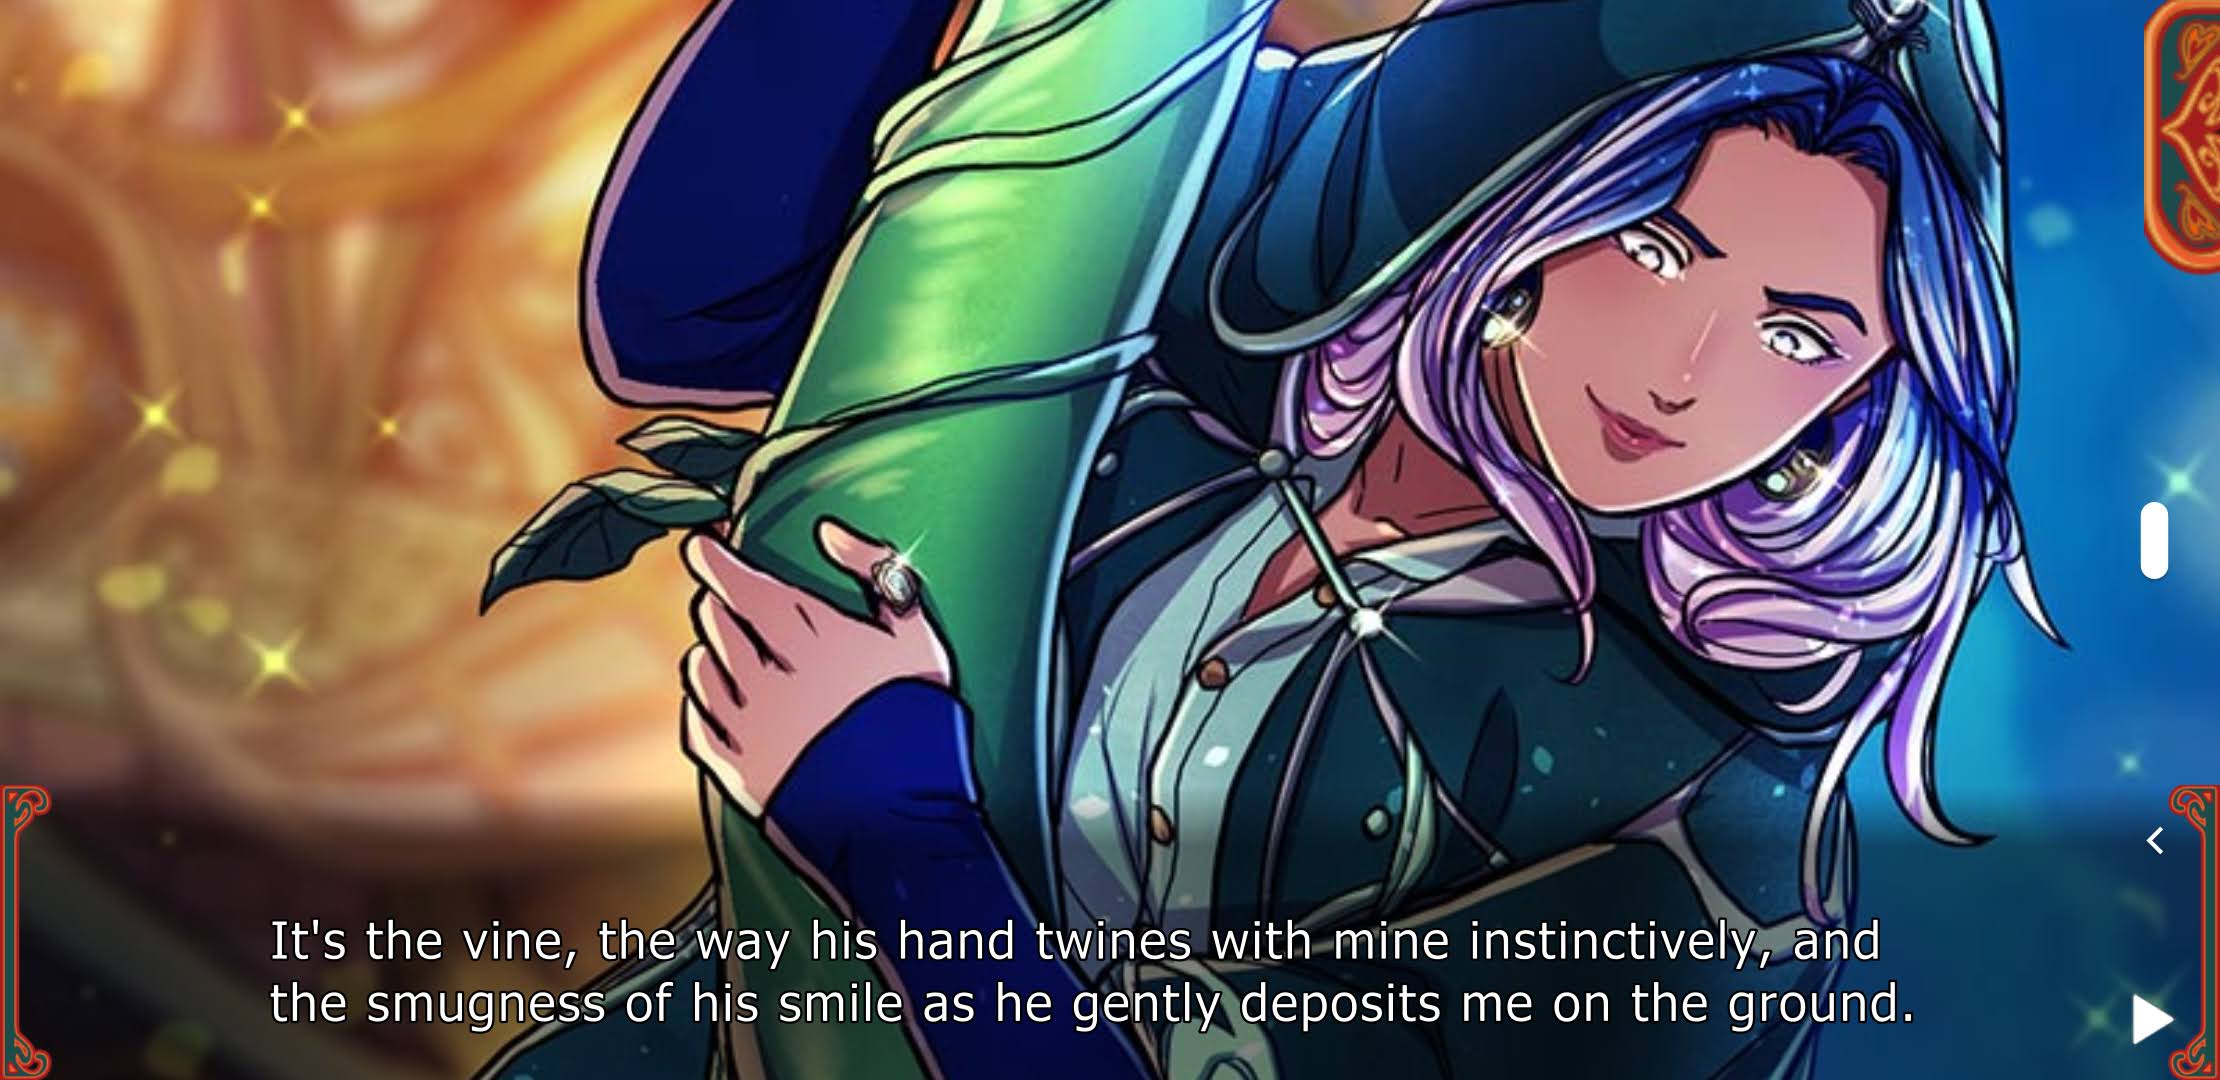 It's the vine, the way his hand twines with mine instinctively, and
the smugness of his smile as he gently deposits me on the ground.